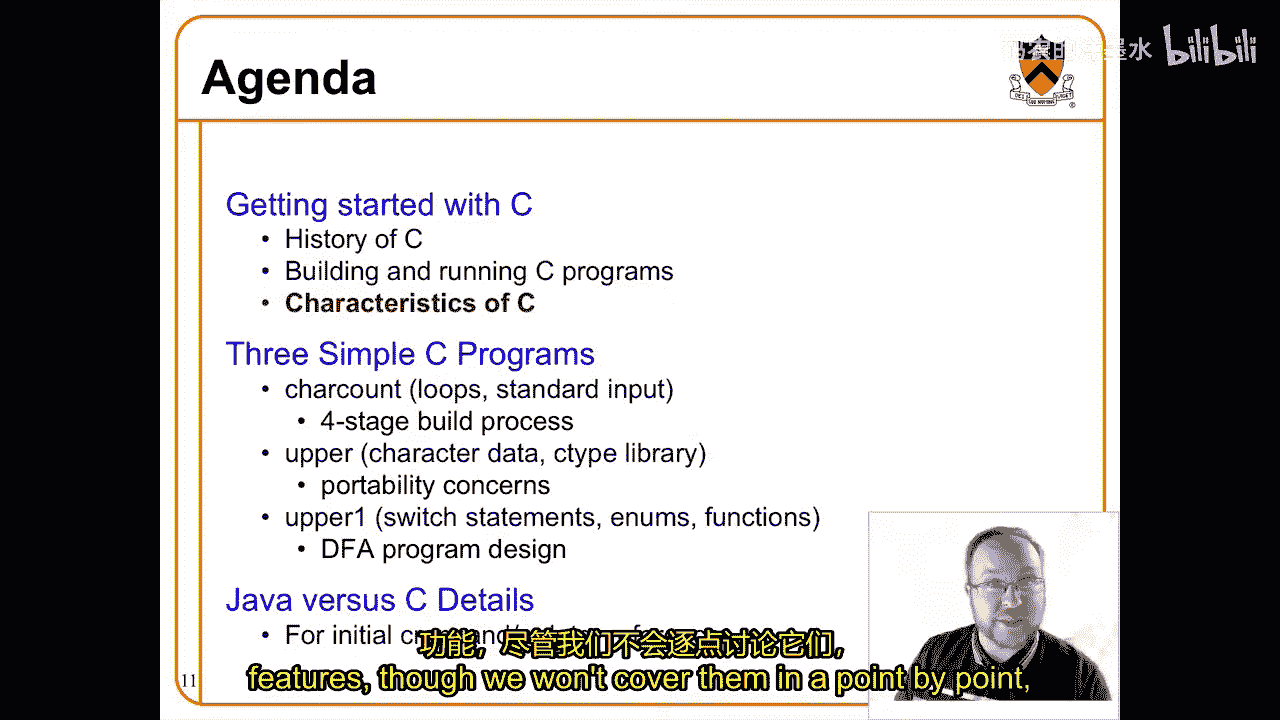 Agenda
bilibili
Getting started with C
• History of C
• Building and running C programs
• Characteristics of C
Three Simple C Programs
• charcount (loops, standard input)
• 4-stage build process
• upper (character data, ctype library)
• portability concerns
• upper1 (switch statements, enums, functions)
• DFA program design
Java versus C Details
• For initial
功能，尽管我们不会逐点讨论它们，
features, though we won't cover them in a point by point,
11